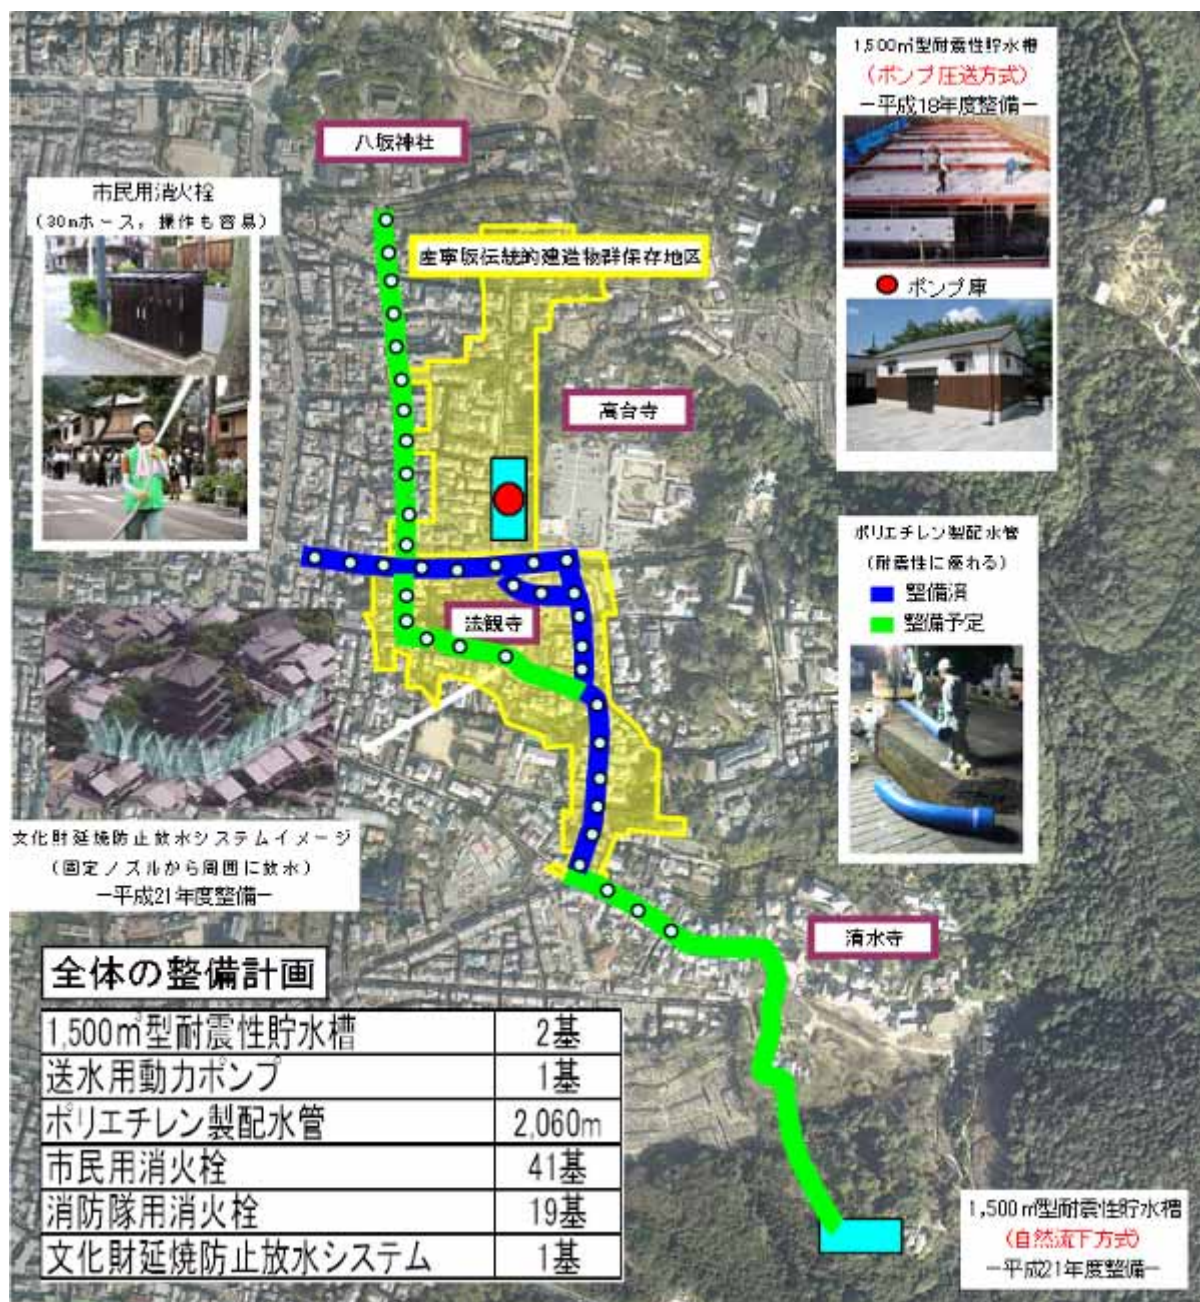 1,500㎥型耐震性貯水槽
(ポンプ圧送方式)
ー平成18年度整備ー
ポンプ庫
八坂神社
市民用消火栓
(30mホース，操作も容易)
産寧坂伝統的建造物群保存地区
高台寺
ポリエチレン製配水管
(耐震性に優れる)
整備済
整備予定
法観寺
文化財延焼防止放水システムイメージ
(固定ノズルから周囲に放水)
ー平成21年度整備ー
清水寺
全体の整備計画
1,500㎥型耐震性貯水槽 2基
送水用動力ポンプ 1基
ポリエチレン製配水管 2,060m
市民用消火栓 41基
消防隊用消火栓 19基
文化財延焼防止放水システム 1基
1,500㎥型耐震性貯水槽
(自然流下方式)
ー平成21年度整備ー